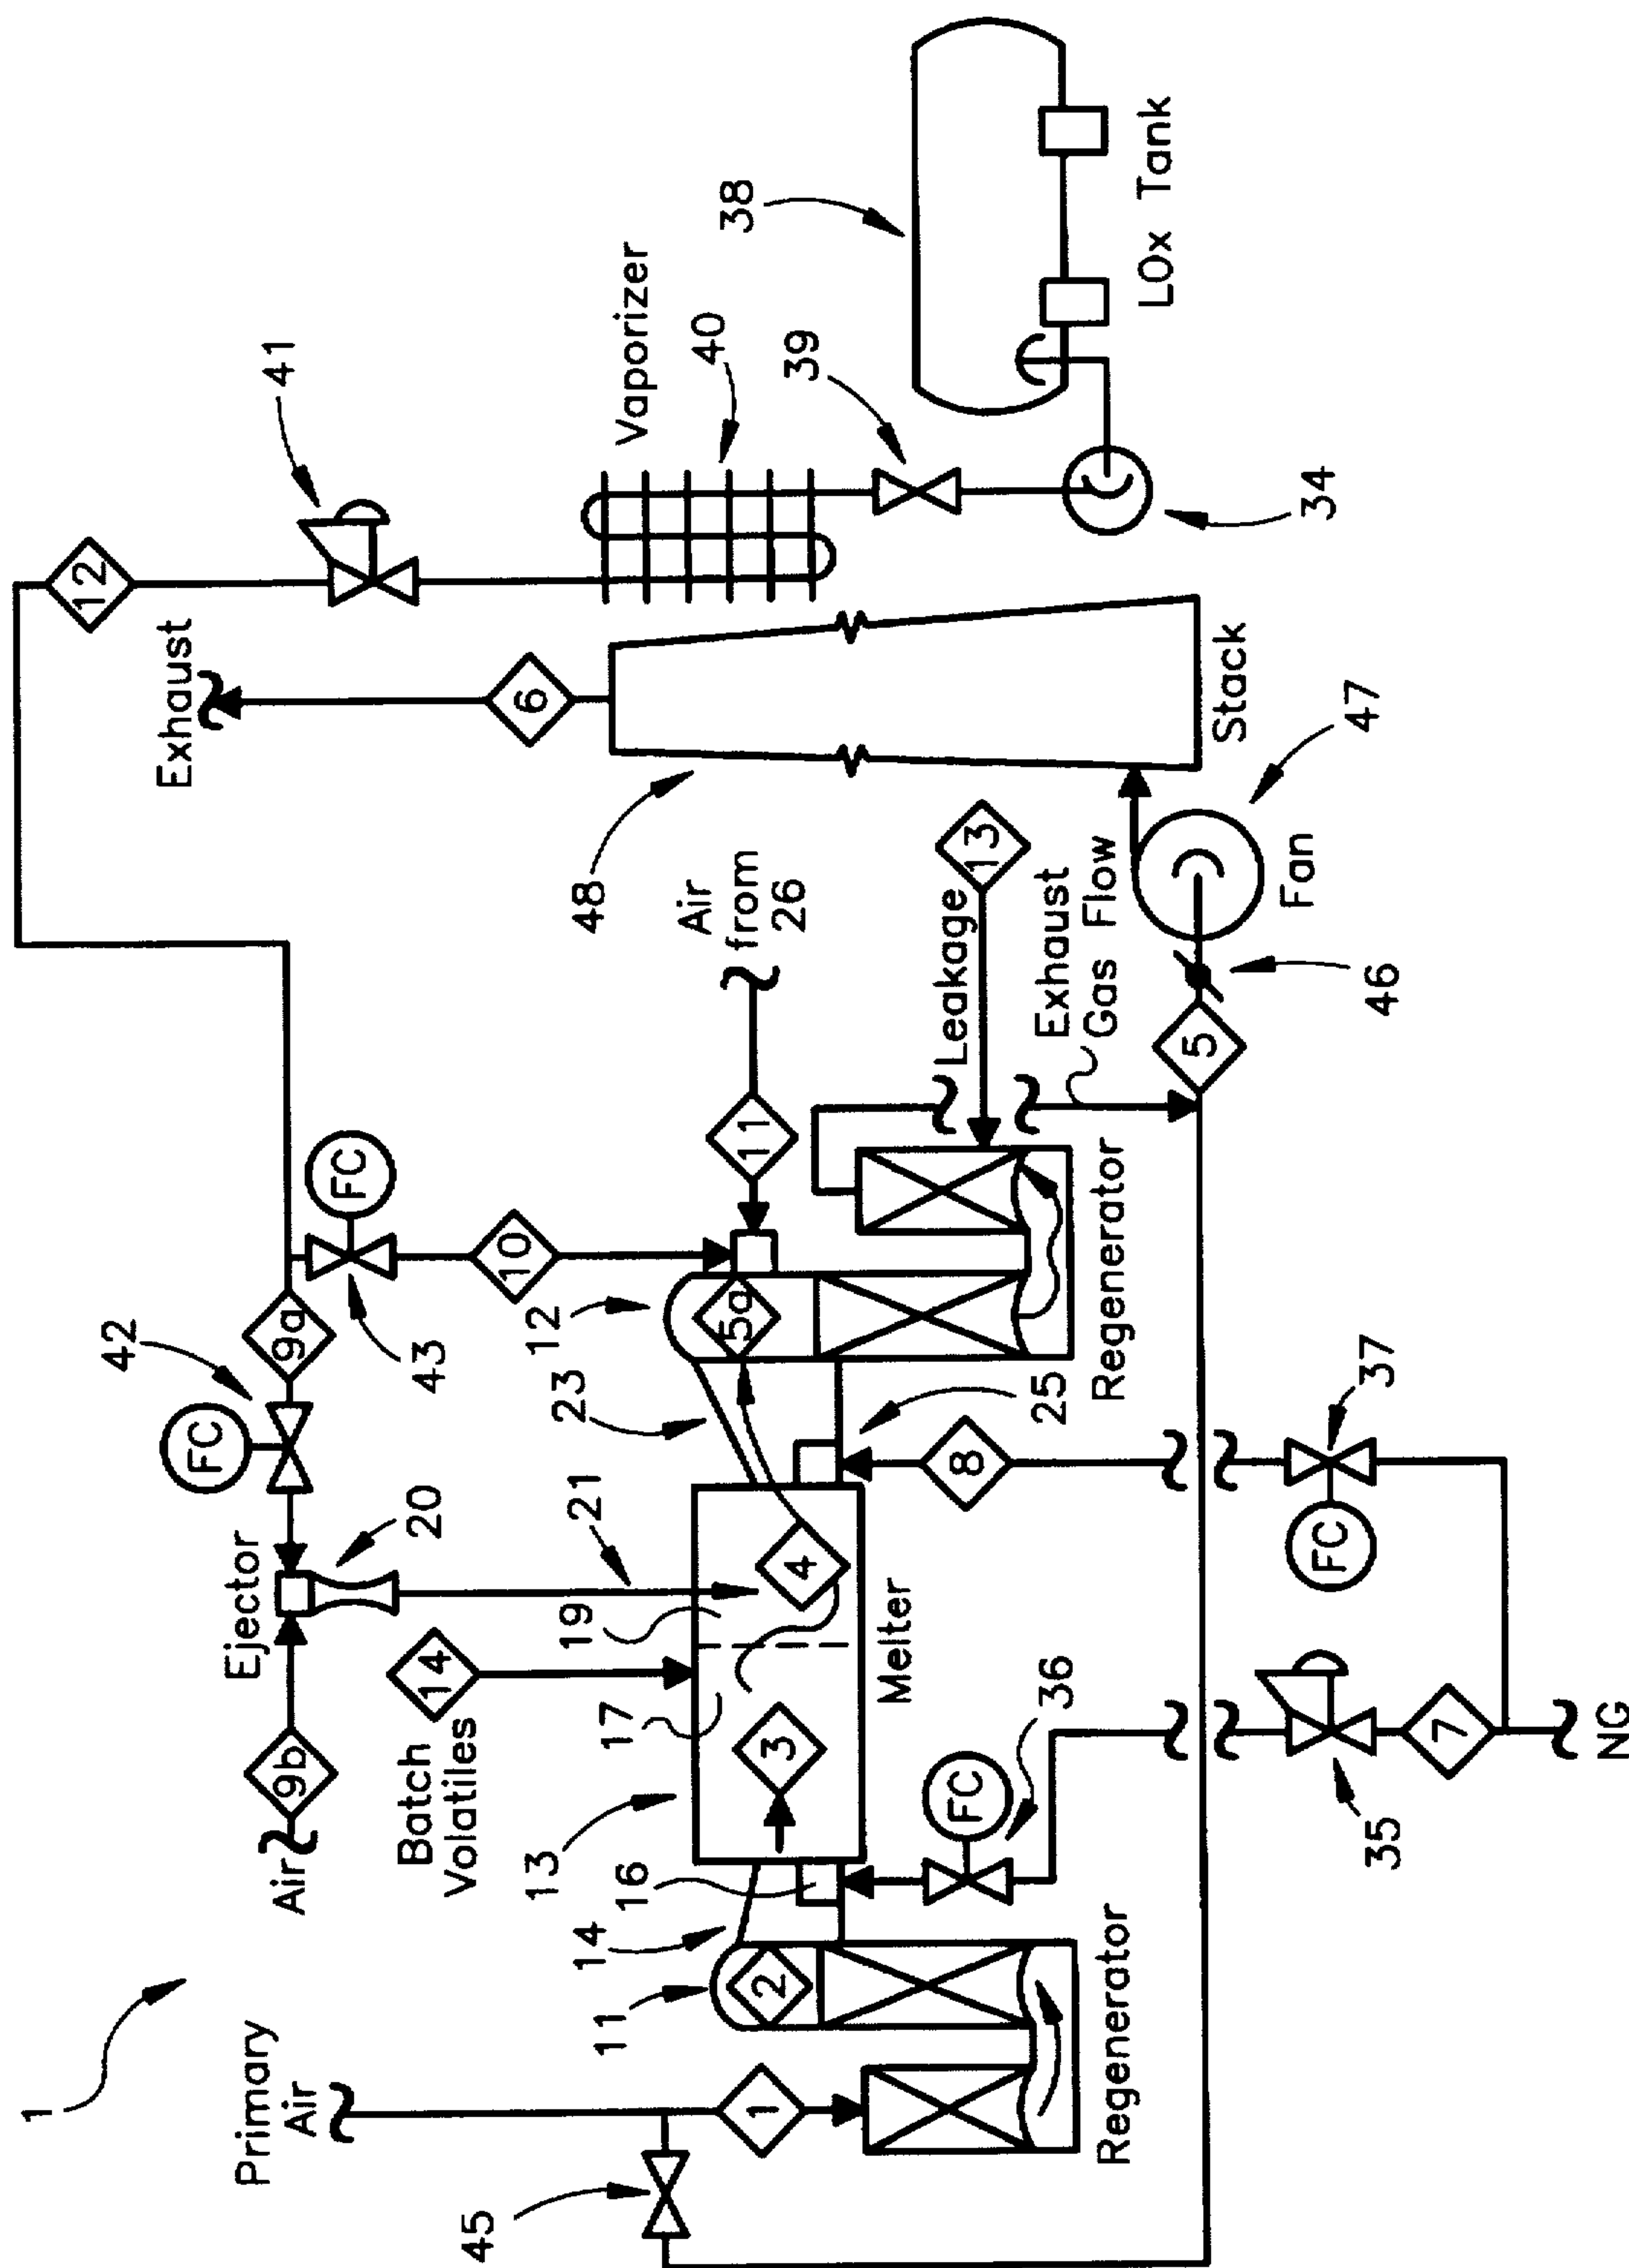 1
Primary
Air
45
1
Regenerator
11
2
14
16
13
Air
9b
Ejector
20
Batch
Volatiles
14
17
19
21
3
4
Melter
FC
36
35
7
NG
FC
37
8
25
23
12
5a
Regenerator
FC
42
9a
FC
43
10
11
Air
from
26
Leakage
13
Exhaust
Gas Flow
5
46
Fan
47
Stack
48
6
Exhaust
12
41
Vaporizer
40
39
34
38
LOx Tank